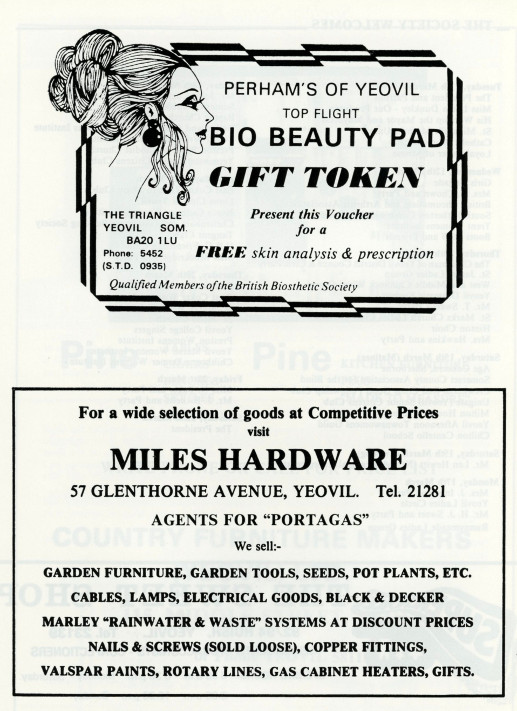 THE SOCIETY WELCOMES
PERHAM'S OF YEOVIL
TOP FLIGHT
BIO BEAUTY PAD
GIFT TOKEN
THE TRIANGLE
YEOVIL SOM.
BA20 1LU
Phone: 5452
(S.T.D. 0935)
Present this Voucher
for a
FREE skin analysis & prescription
Qualified Members of the British Biosthetic Society
For a wide selection of goods at Competitive Prices
visit
MILES HARDWARE
57 GLENTHORNE AVENUE, YEOVIL. Tel. 21281
AGENTS FOR "PORTAGAS"
We sell:-
GARDEN FURNITURE, GARDEN TOOLS, SEEDS, POT PLANTS, ETC.
CABLES, LAMPS, ELECTRICAL GOODS, BLACK & DECKER
MARLEY "RAINWATER & WASTE" SYSTEMS AT DISCOUNT PRICES
NAILS & SCREWS (SOLD LOOSE), COPPER FITTINGS,
VALSPAR PAINTS, ROTARY LINES, GAS CABINET HEATERS, GIFTS.